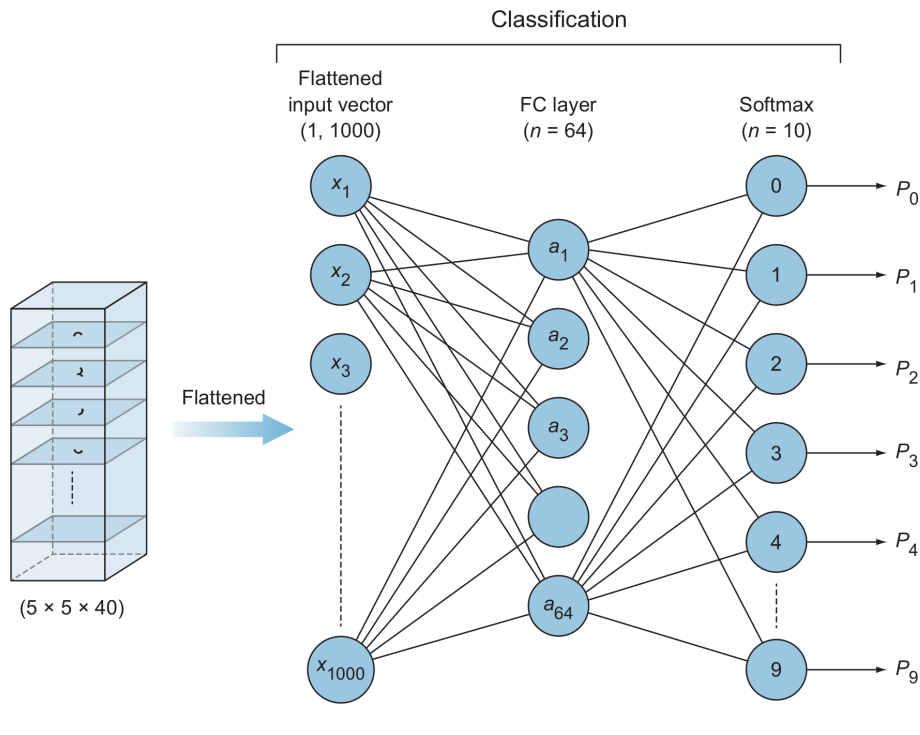 Classification
Flattened
input vector
(1, 1000)
FC layer
(n = 64)
Softmax
(n = 10)
x1
x2
x3
x1000
a1
a2
a3
a64
0
1
2
3
4
9
P0
P1
P2
P3
P4
P9
Flattened
(5 × 5 × 40)